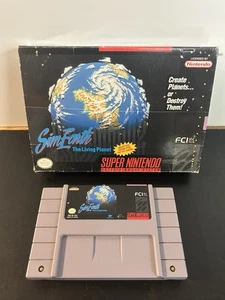 LICENSED BY
Nintendo
Create
Planets...
or
Destroy
Them!
SimEarth
The Living Planet
FCI
SUPER NINTENDO
ENTERTAINMENT SYSTEM
SimEarth
FCI